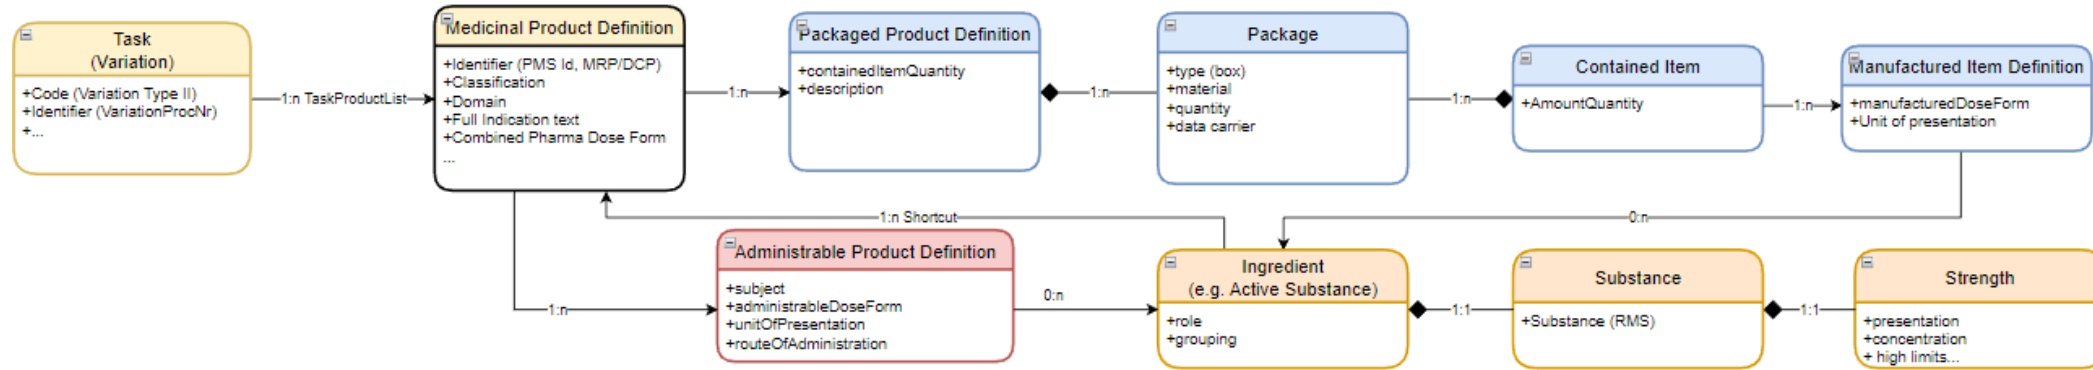 Task
(Variation)
+Code (Variation Type II)
+Identifier (VariationProcNr)
+...
1:n TaskProductList
Medicinal Product Definition
+Identifier (PMS Id, MRP/DCP)
+Classification
+Domain
+Full Indication text
+Combined Pharma Dose Form
...
1:n
Packaged Product Definition
+containedItemQuantity
+description
1:n
Package
+type (box)
+material
+quantity
+data carrier
1:n
Contained Item
+AmountQuantity
1:n
Manufactured Item Definition
+manufacturedDoseForm
+Unit of presentation
1:n Shortcut
0:n
1:n
Administrable Product Definition
+subject
+administrableDoseForm
+unitOfPresentation
+routeOfAdministration
0:n
Ingredient
(e.g. Active Substance)
+role
+grouping
1:1
Substance
+Substance (RMS)
1:1
Strength
+presentation
+concentration
+ high limits...